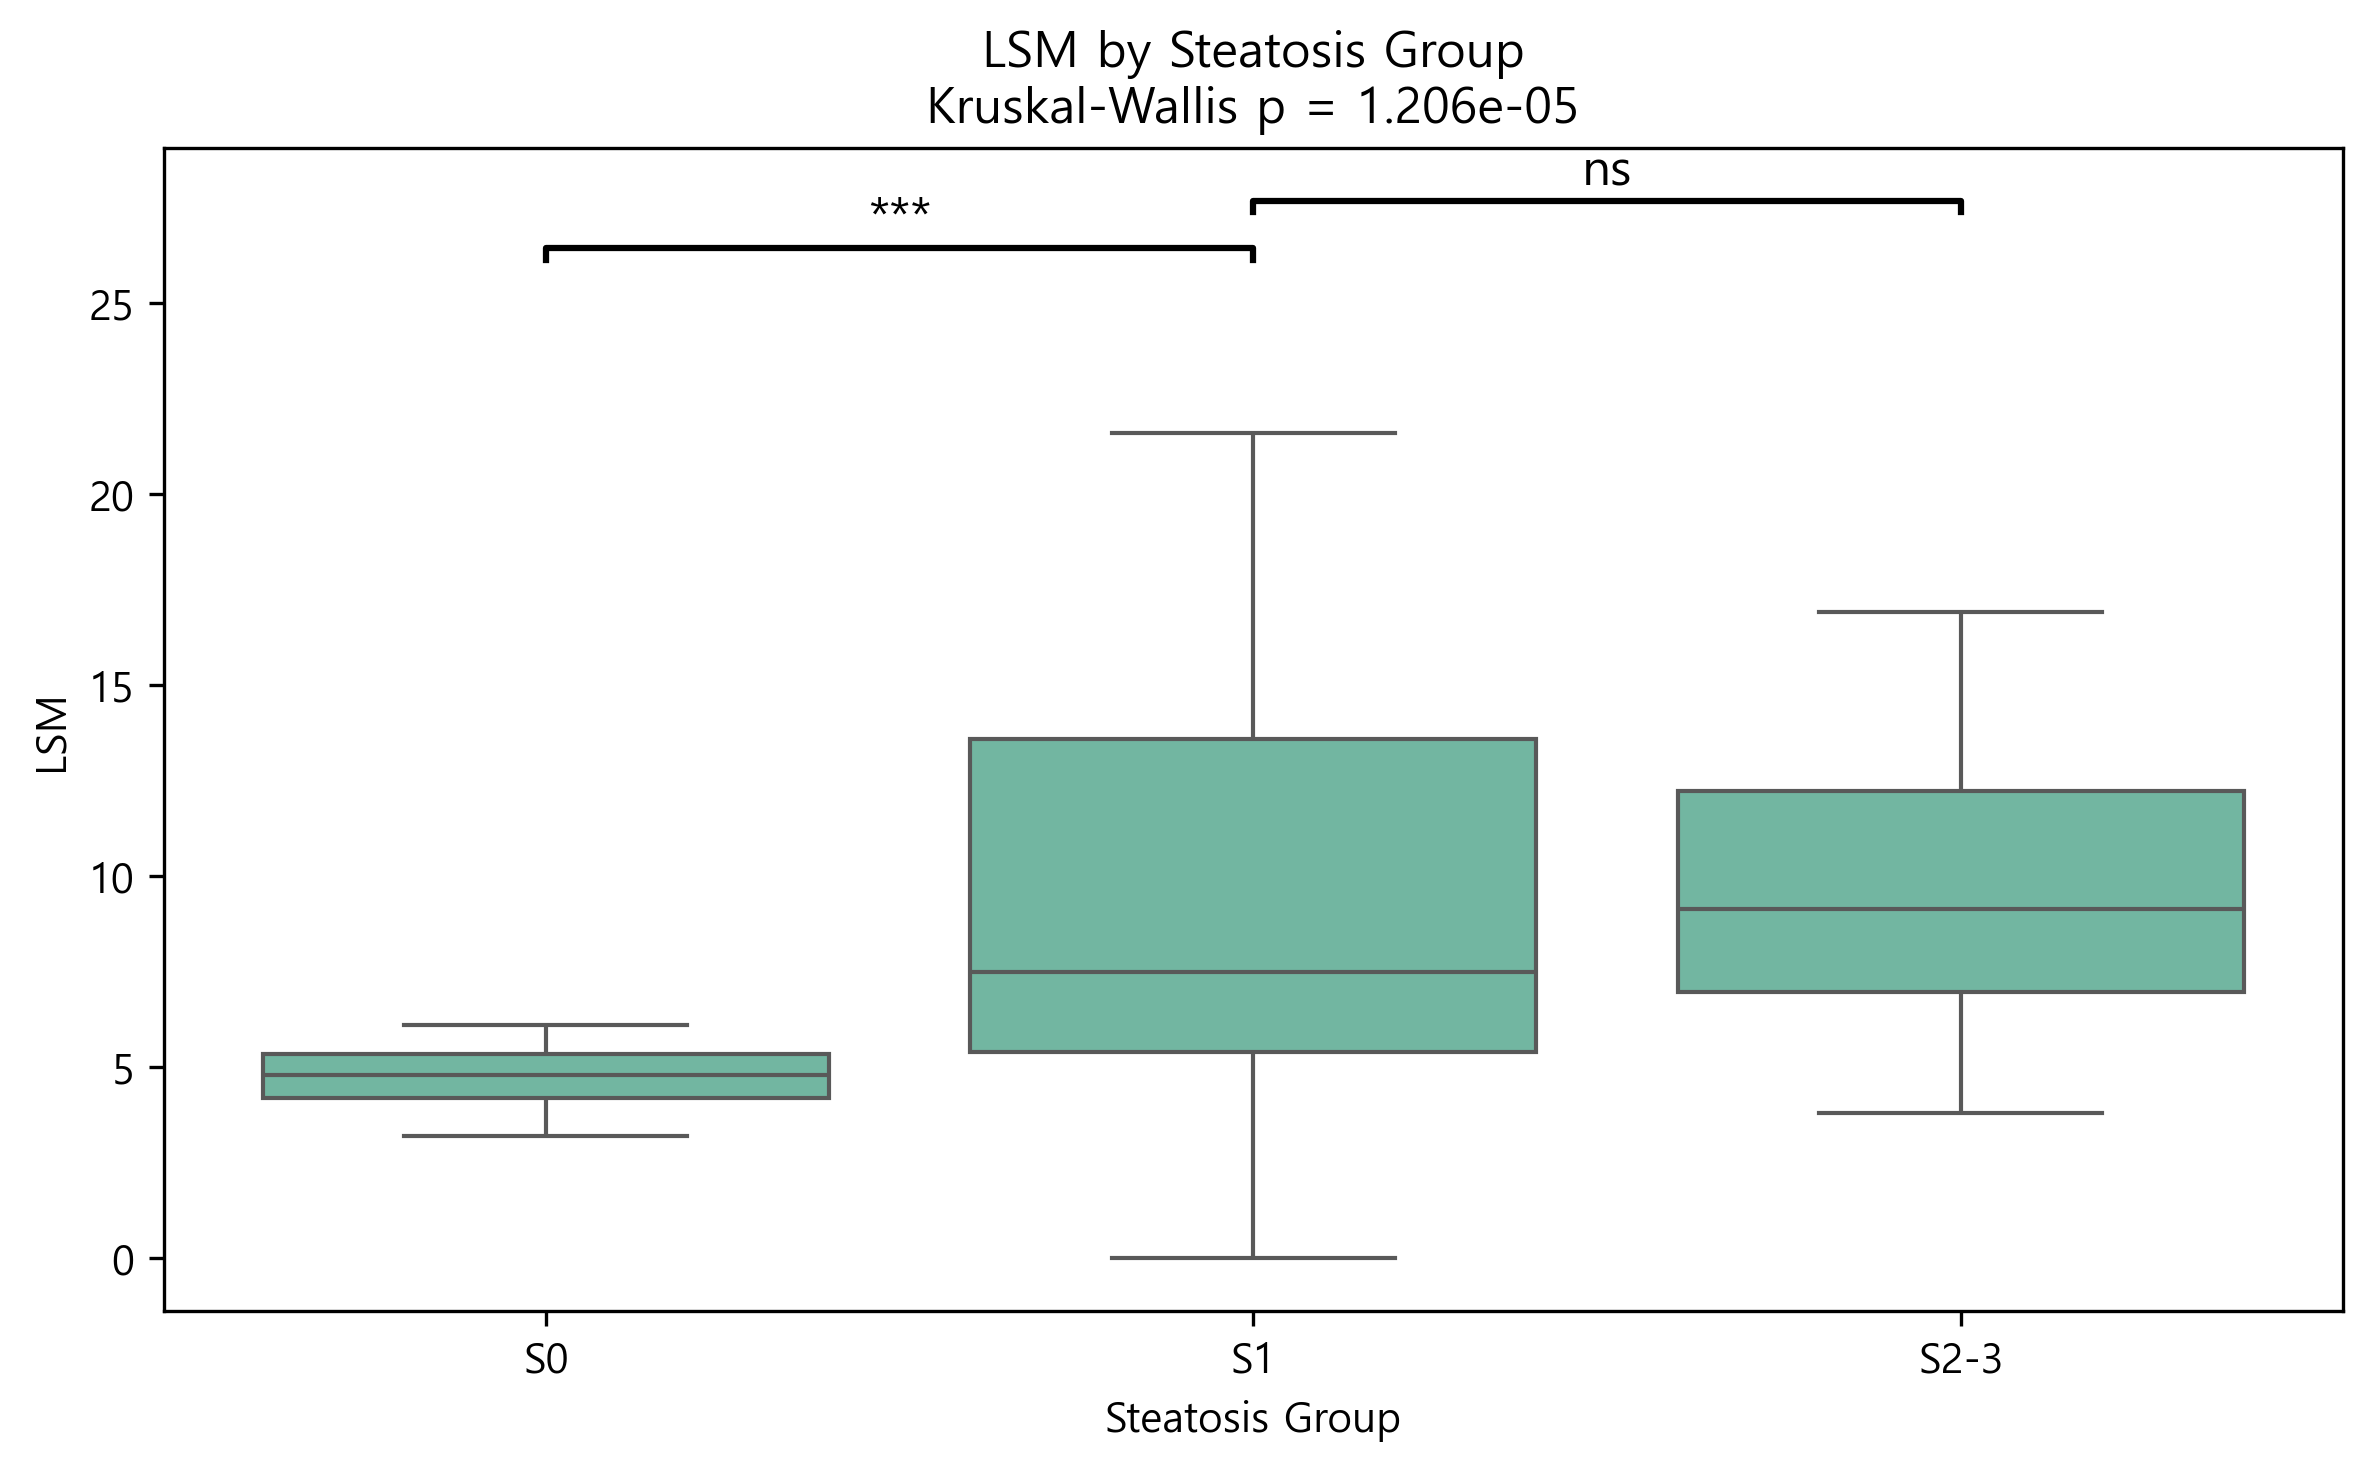 LSM by Steatosis Group
Kruskal-Wallis p = 1.206e-05
ns
***
25
20
15
10
5
0
LSM
S0 S1 S2-3
Steatosis Group